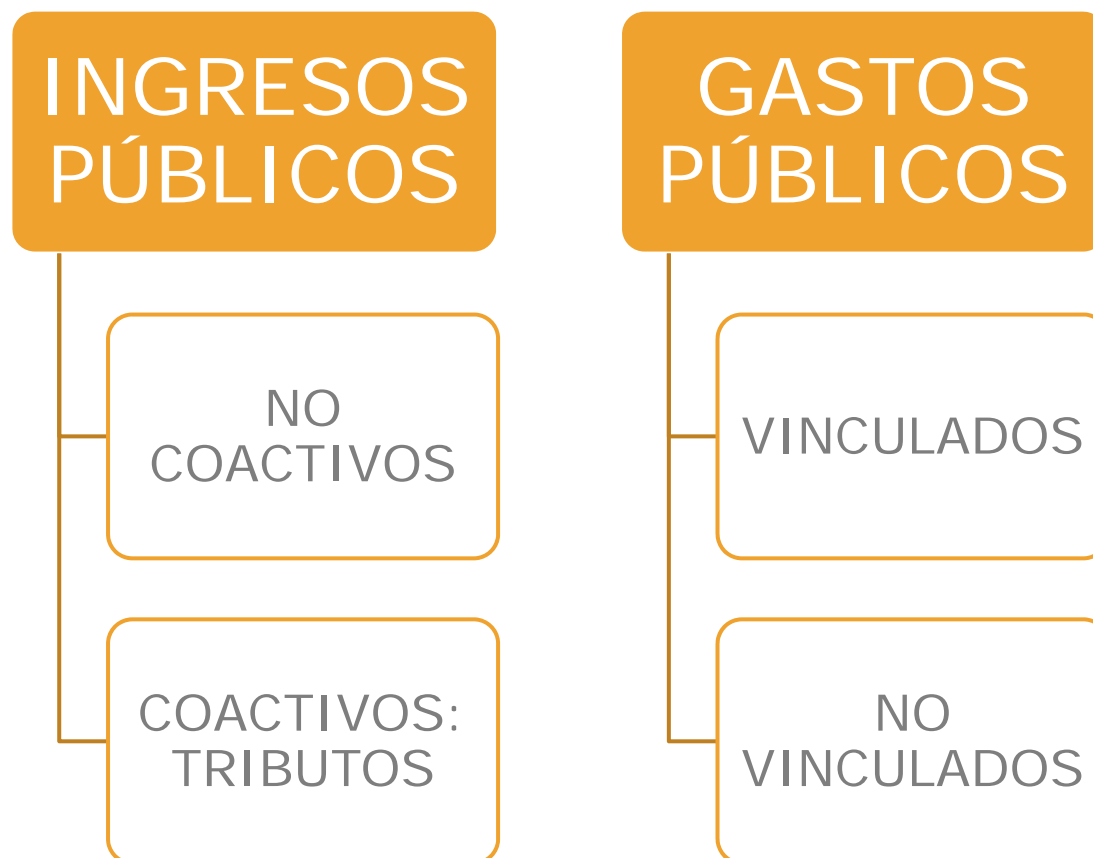 INGRESOS
PÚBLICOS
NO
COACTIVOS
COACTIVOS:
TRIBUTOS
GASTOS
PÚBLICOS
VINCULADOS
NO
VINCULADOS